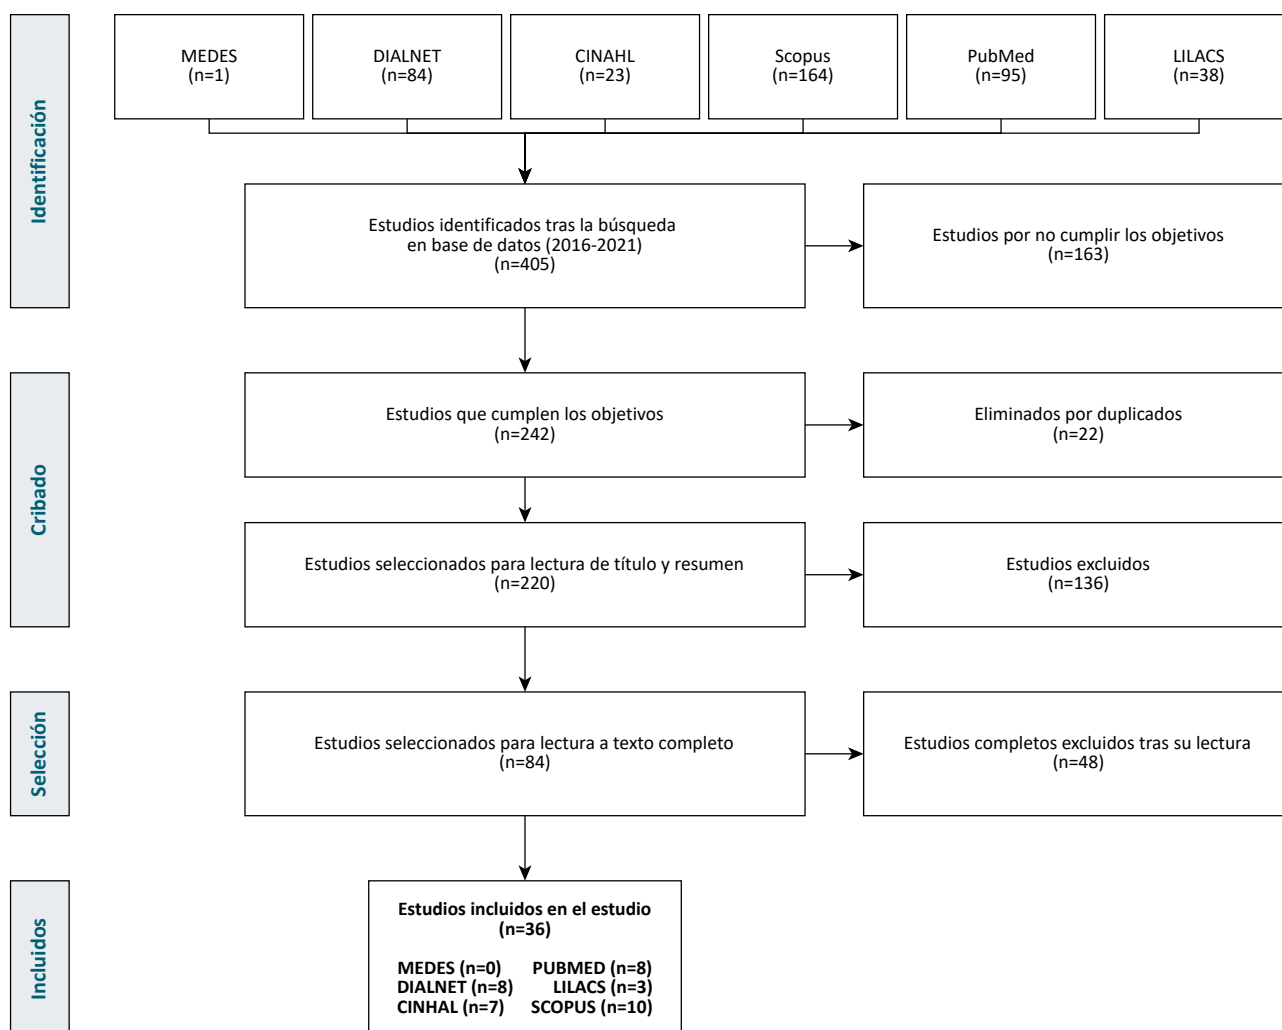 Identificación
MEDES
(n=1)
DIALNET
(n=84)
CINAHL
(n=23)
Scopus
(n=164)
PubMed
(n=95)
LILACS
(n=38)
Estudios identificados tras la búsqueda
en base de datos (2016-2021)
(n=405)
Estudios por no cumplir los objetivos
(n=163)
Cribado
Estudios que cumplen los objetivos
(n=242)
Eliminados por duplicados
(n=22)
Estudios seleccionados para lectura de título y resumen
(n=220)
Estudios excluidos
(n=136)
Selección
Estudios seleccionados para lectura a texto completo
(n=84)
Estudios completos excluidos tras su lectura
(n=48)
Incluidos
Estudios incluidos en el estudio
(n=36)
MEDES (n=0) PUBMED (n=8)
DIALNET (n=8) LILACS (n=3)
CINHAL (n=7) SCOPUS (n=10)